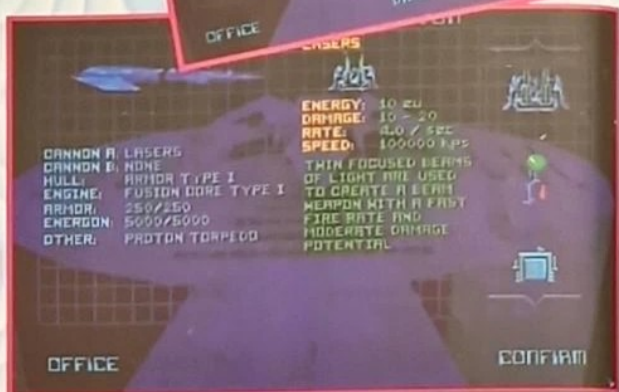 OFFICE
LASERS
ENERGY: 10 EU
DAMAGE: 10 - 20
RATE: 4.0 / SEC
SPEED: 100000 KPS
CANNON A: LASERS
CANNON B: NONE
HULL: ARMOR TYPE I
ENGINE: FUSION CORE TYPE I
ARMOR: 250/250
ENERGON: 5000/5000
OTHER: PROTON TORPEDO
THIN FOCUSED BEAMS
OF LIGHT ARE USED
TO CREATE A BEAM
WEAPON WITH A FAST
FIRE RATE AND
MODERATE DAMAGE
POTENTIAL
OFFICE
CONFIRM